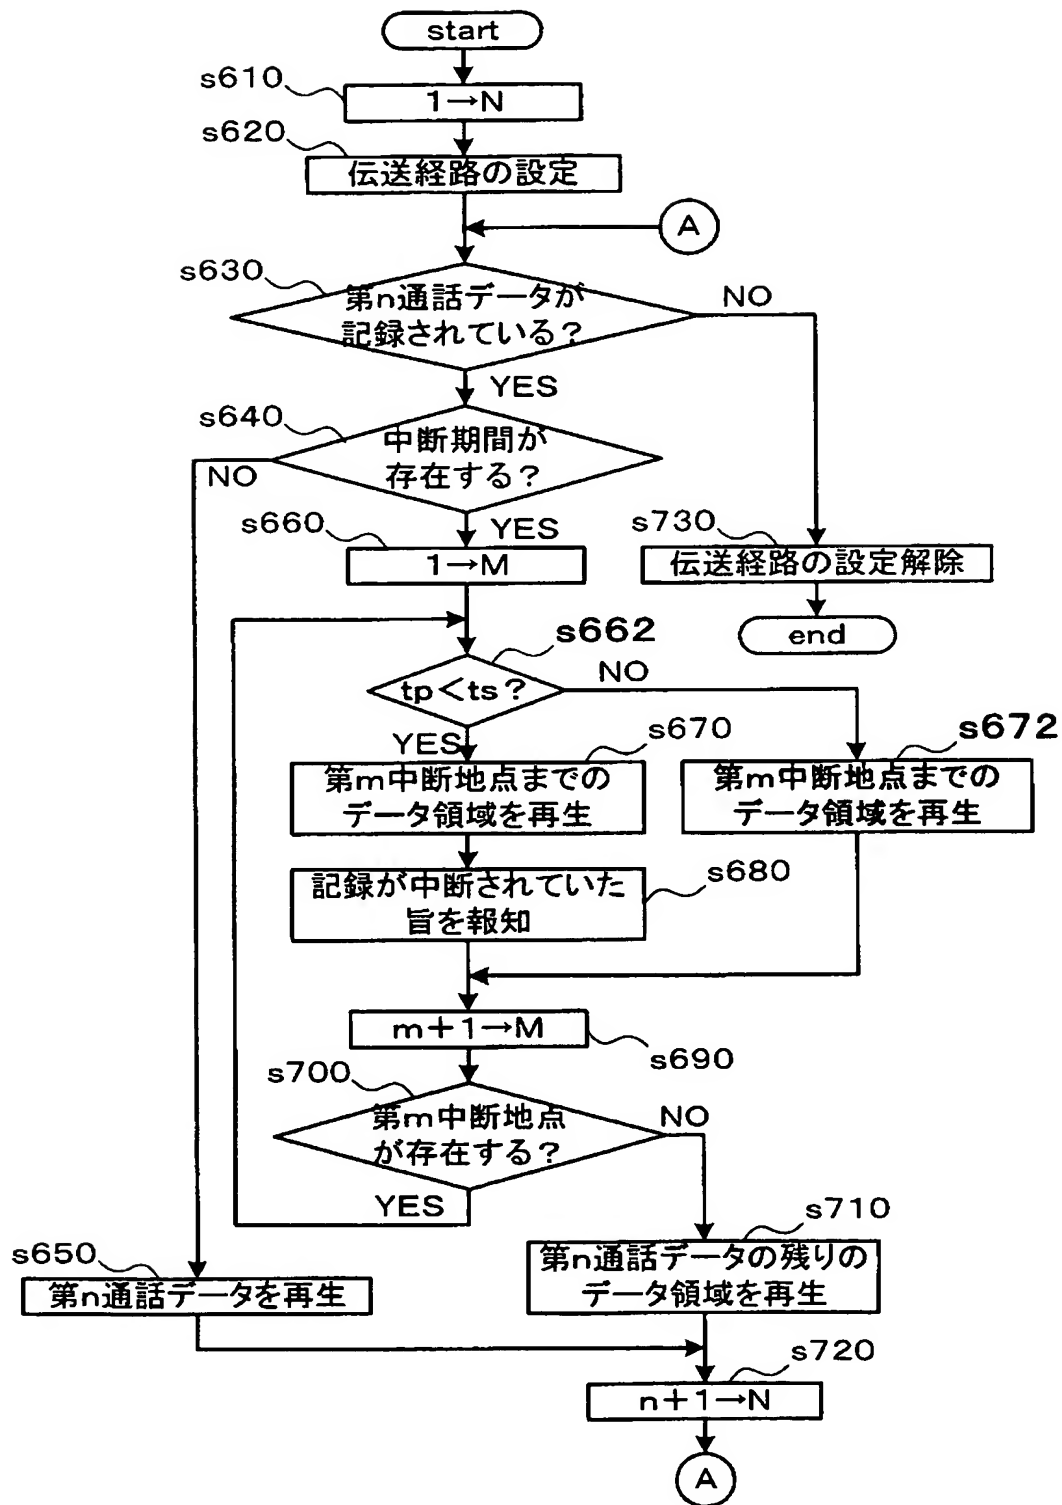 start
s610
1→N
s620
伝送経路の設定
A
s630
第n通話データが
記録されている?
NO
YES
s640
中断期間が
存在する?
NO
YES
s660
1→M
s730
伝送経路の設定解除
end
s662
tp<ts?
NO
YES
s670
第m中断地点までの
データ領域を再生
s672
第m中断地点までの
データ領域を再生
s680
記録が中断されていた
旨を報知
m+1→M
s690
s700
第m中断地点
が存在する?
NO
YES
s710
第n通話データの残りの
データ領域を再生
s650
第n通話データを再生
s720
n+1→N
A